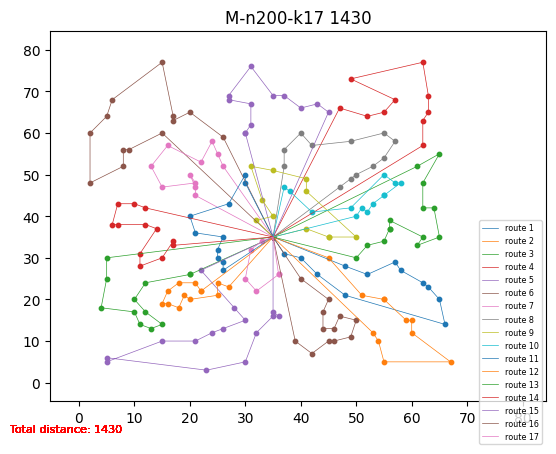 M-n200-k17 1430
80
70
60
50
40
30
20
10
0
0 10 20 30 40 50 60 70 80
route 1
route 2
route 3
route 4
route 5
route 6
route 7
route 8
route 9
route 10
route 11
route 12
route 13
route 14
route 15
route 16
route 17
Total distance: 1430